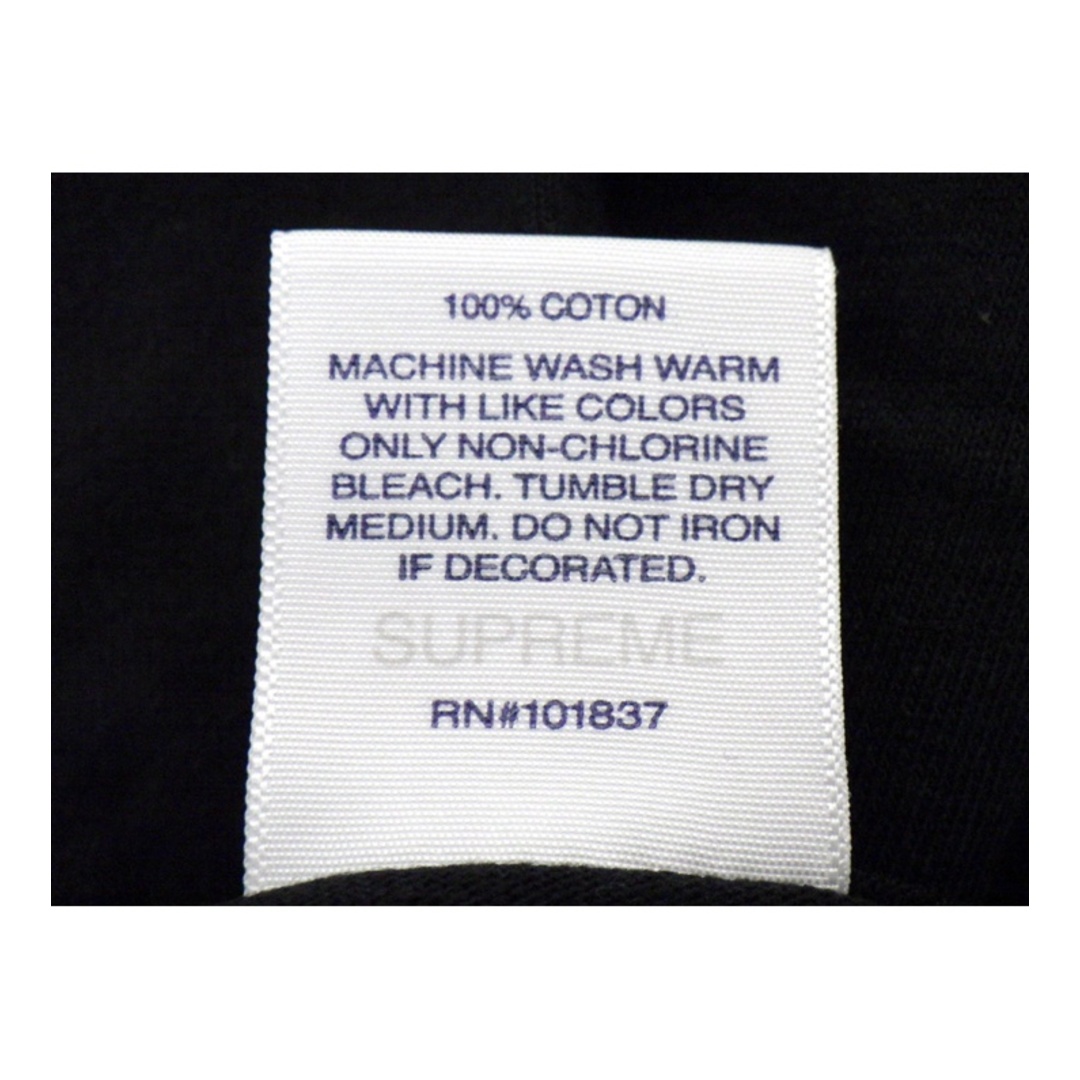 100% COTON
MACHINE WASH WARM
WITH LIKE COLORS
ONLY NON-CHLORINE
BLEACH. TUMBLE DRY
MEDIUM. DO NOT IRON
IF DECORATED.
SUPREME
RN#101837